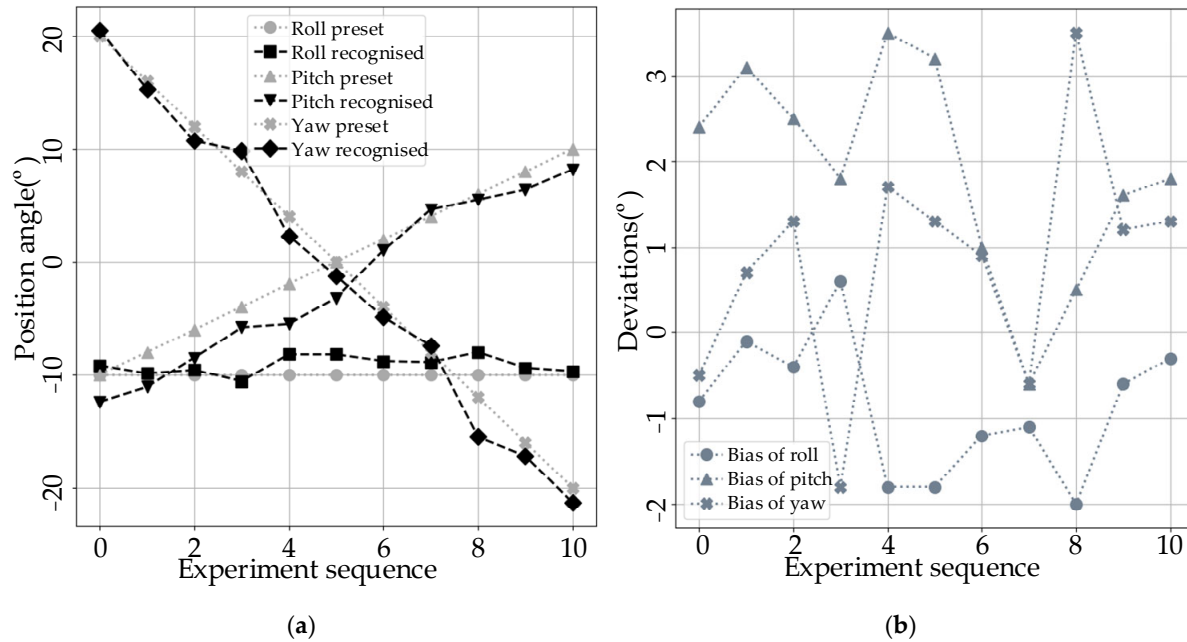 20
10
0
-10
-20
Position angle(°)
Roll preset
Roll recognised
Pitch preset
Pitch recognised
Yaw preset
Yaw recognised
0 2 4 6 8 10
Experiment sequence
(a)
3
2
1
0
-1
-2
Deviations(°)
Bias of roll
Bias of pitch
Bias of yaw
0 2 4 6 8 10
Experiment sequence
(b)